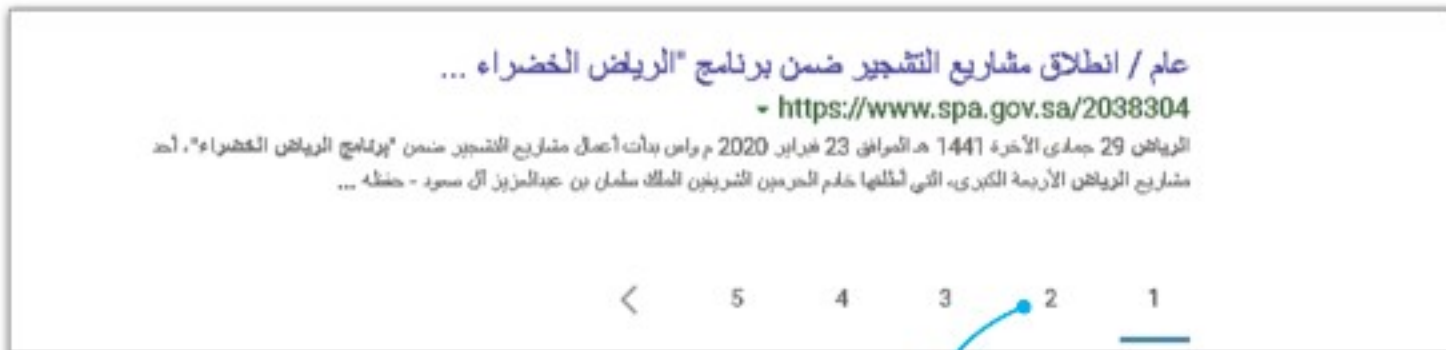 عام / انطلاق مشاريع التشجير ضمن برنامج "الرياض الخضراء ...
https://www.spa.gov.sa/2038304
الرياض 29 جمادى الأخرة 1441 هـ الموافق 23 فبراير 2020 م واس بدأت أعمال مشاريع التشجير ضمن "برنامج الرياض الخضراء"، أحد
مشاريع الرياض الأربعة الكبرى، التي أطلقها خادم الحرمين الشريفين الملك سلمان بن عبدالعزيز آل سعود - حفظه ...
1 2 3 4 5